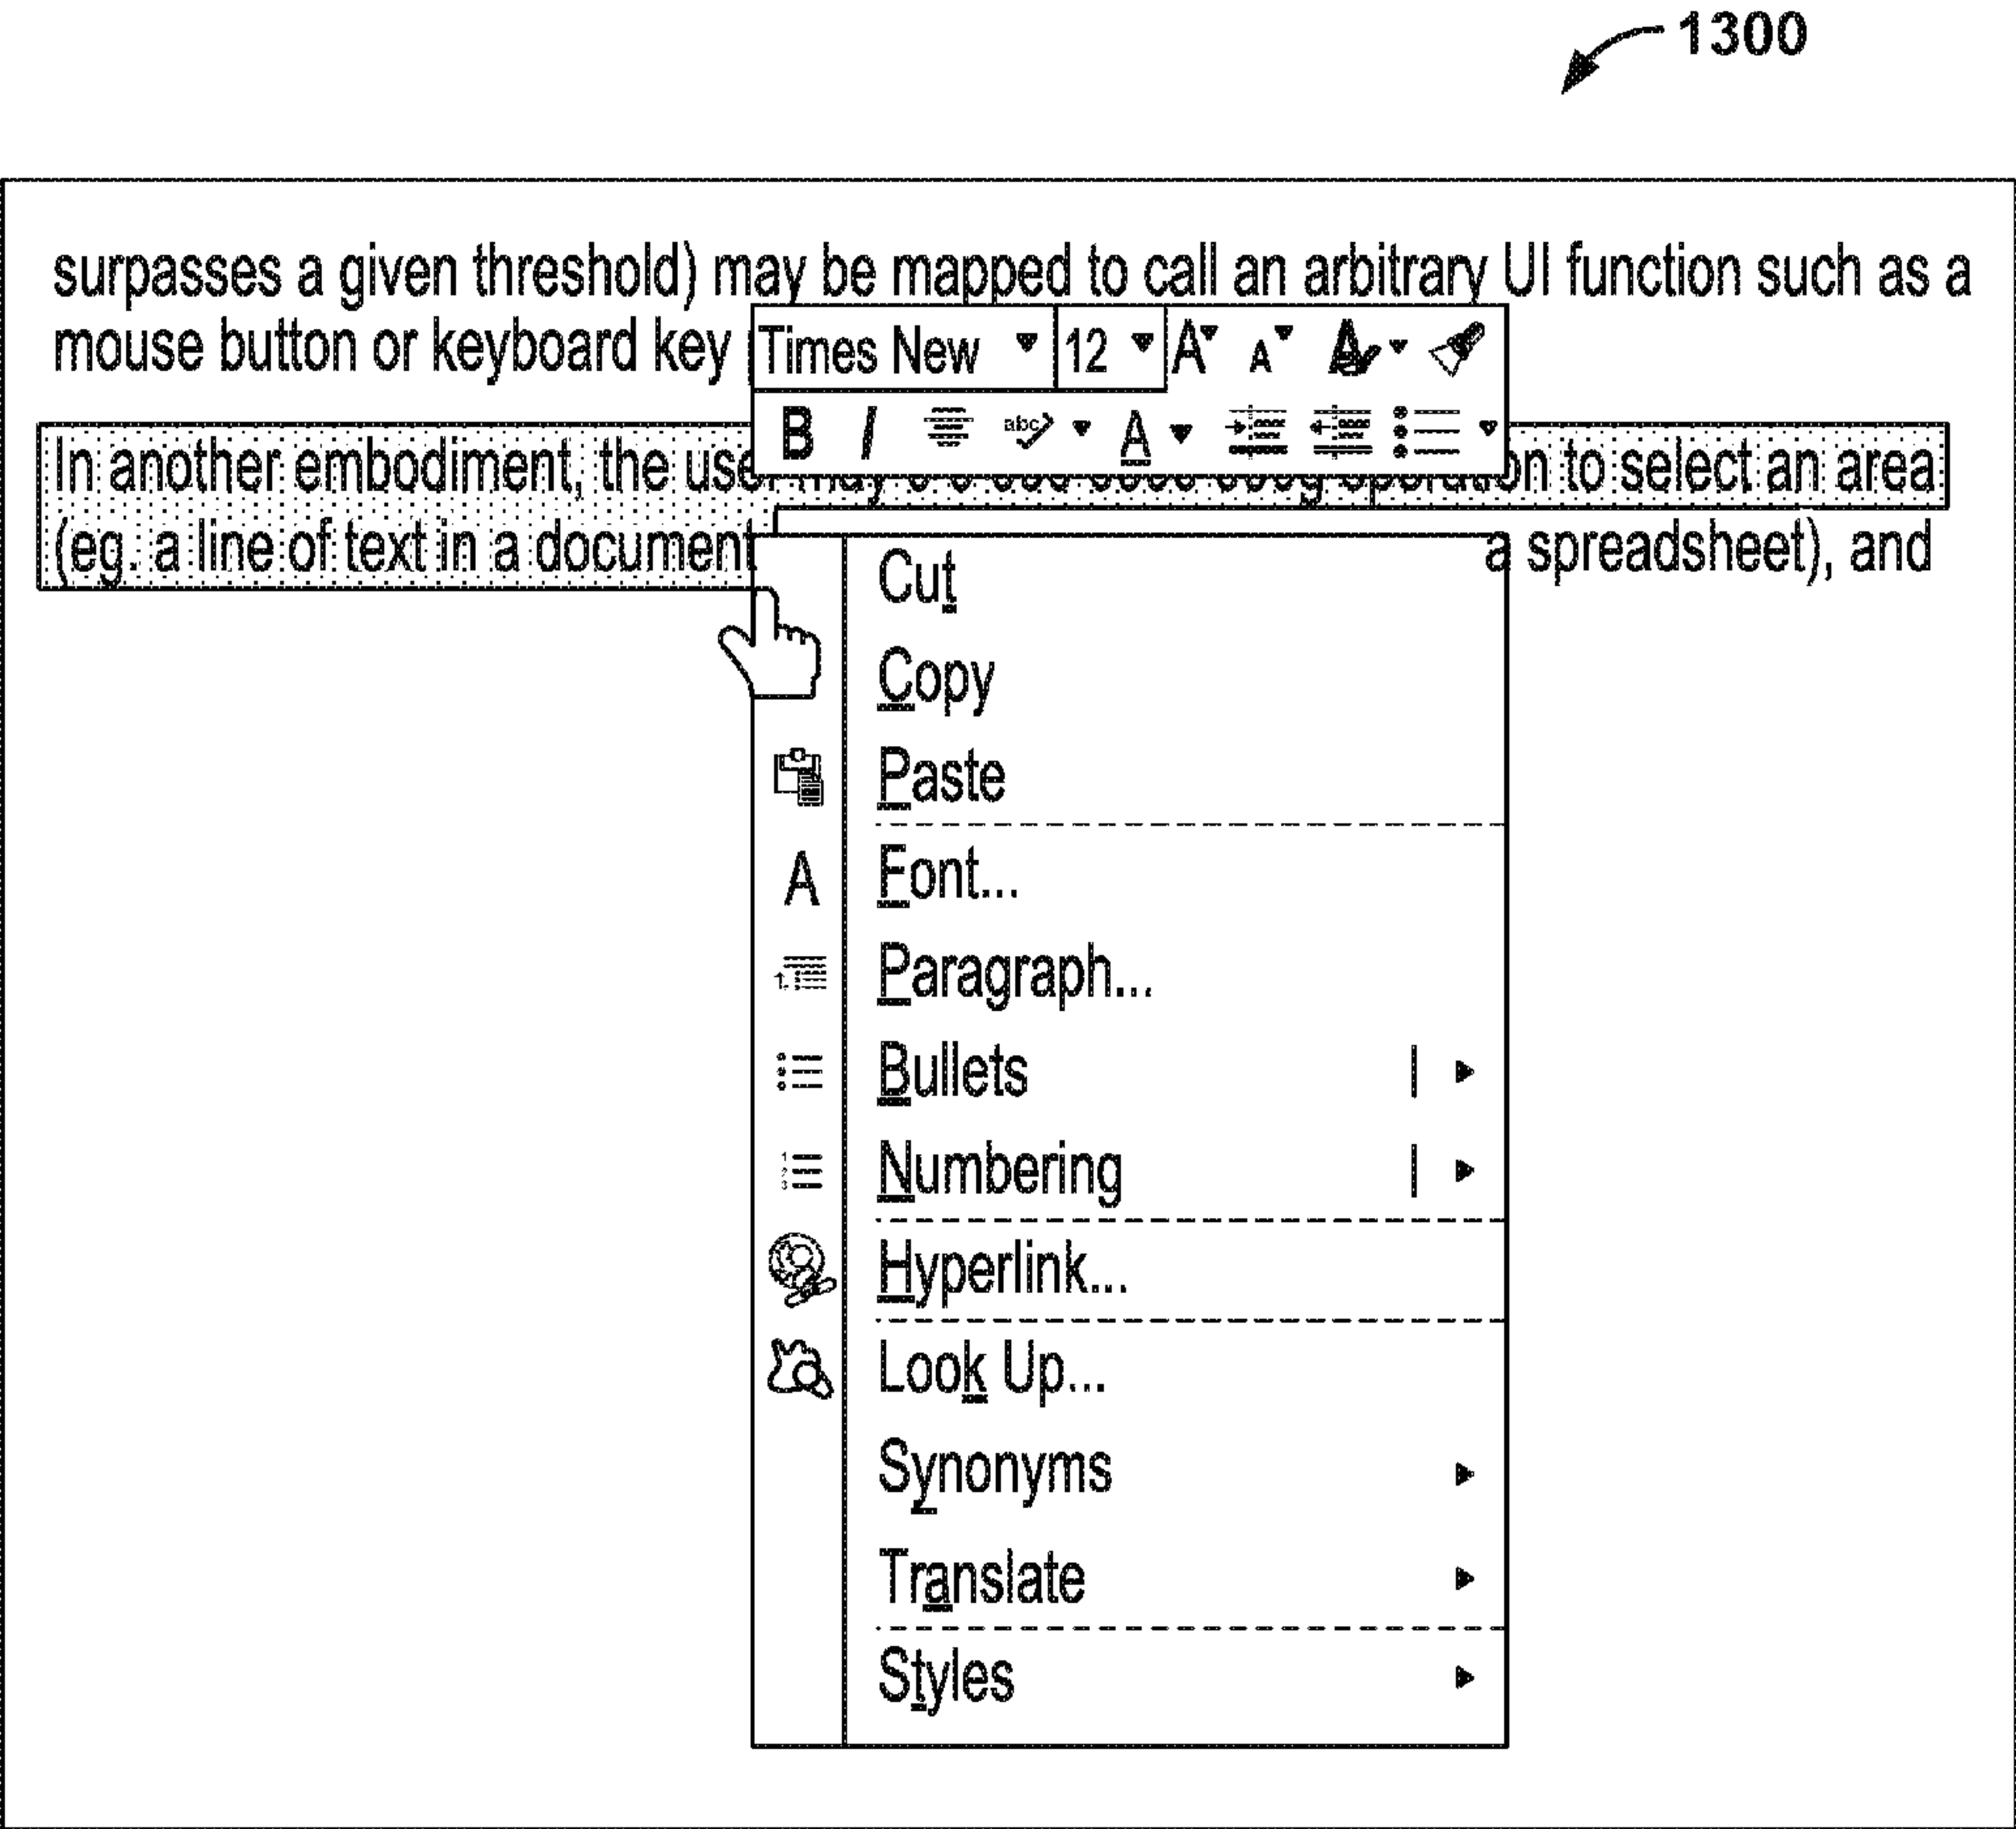 1300
surpasses a given threshold) may be mapped to call an arbitrary UI function such as a
mouse button or keyboard key
Times New 12 A A A
B I abc A
In another embodiment, the use on to select an area
(eg. a line of text in a document a spreadsheet), and
Cut
Copy
Paste
A Font...
Paragraph...
Bullets
Numbering
Hyperlink...
Look Up...
Synonyms
Translate
Styles